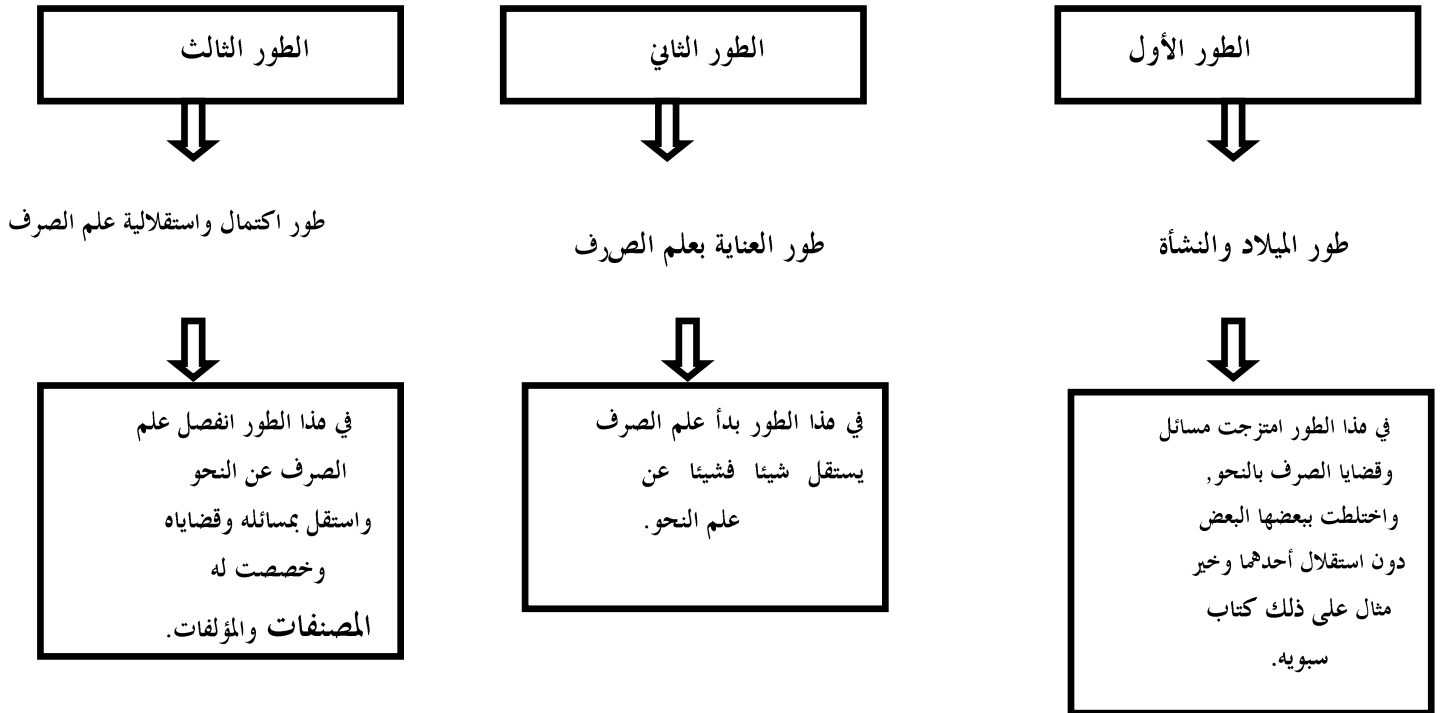 الطور الأول
طور الميلاد والنشأة
في هذا الطور امتزجت مسائل
وقضايا الصرف بالنحو,
واختلطت ببعضها البعض
دون استقلال أحدهما وخير
مثال على ذلك كتاب
سبويه.
الطور الثاني
طور العناية بعلم الصرف
في هذا الطور بدأ علم الصرف
يستقل شيئا فشيئا عن
علم النحو.
الطور الثالث
طور اكتمال واستقلالية علم الصرف
في هذا الطور انفصل علم
الصرف عن النحو
واستقل بمسائله وقضاياه
وخصصت له
المصنفات والمؤلفات.